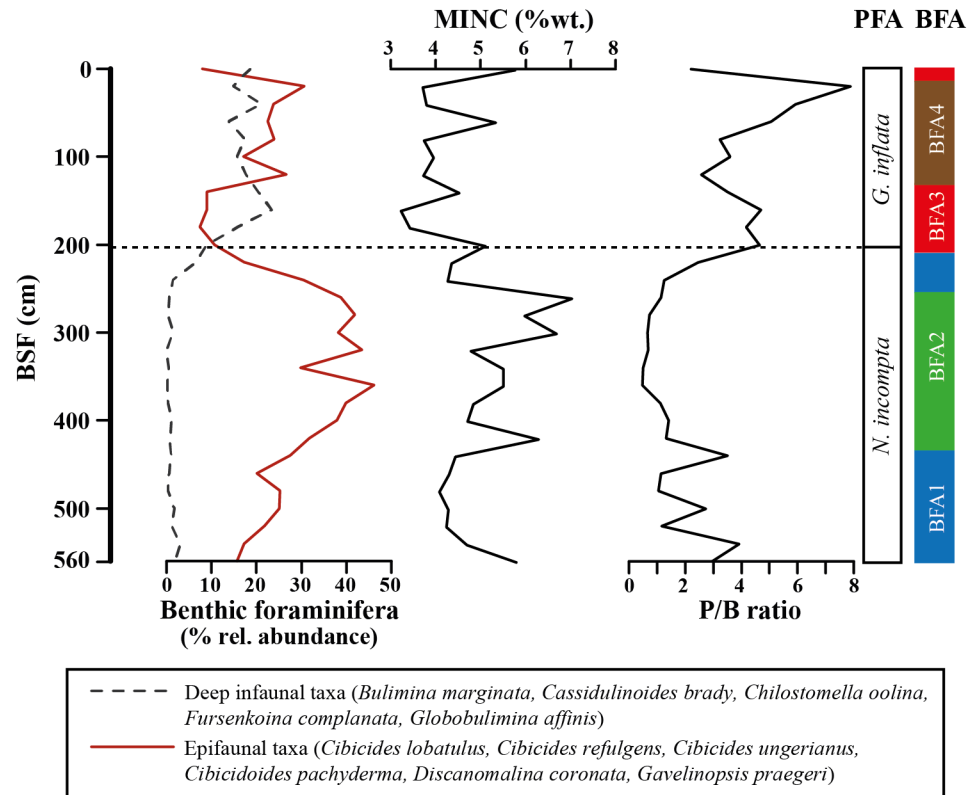 MINC (%wt.)
PFA BFA
3 4 5 6 7 8
0
100
200
300
400
500
560
BSF (cm)
G. inflata
N. incompta
BFA4
BFA3
BFA2
BFA1
0 10 20 30 40 50
Benthic foraminifera
(% rel. abundance)
0 2 4 6 8
P/B ratio
Deep infaunal taxa (Bulimina marginata, Cassidulinoides brady, Chilostomella oolina,
Fursenkoina complanata, Globobulimina affinis)
Epifaunal taxa (Cibicides lobatulus, Cibicides refulgens, Cibicides ungerianus,
Cibicidoides pachyderma, Discanomalina coronata, Gavelinopsis praegeri)